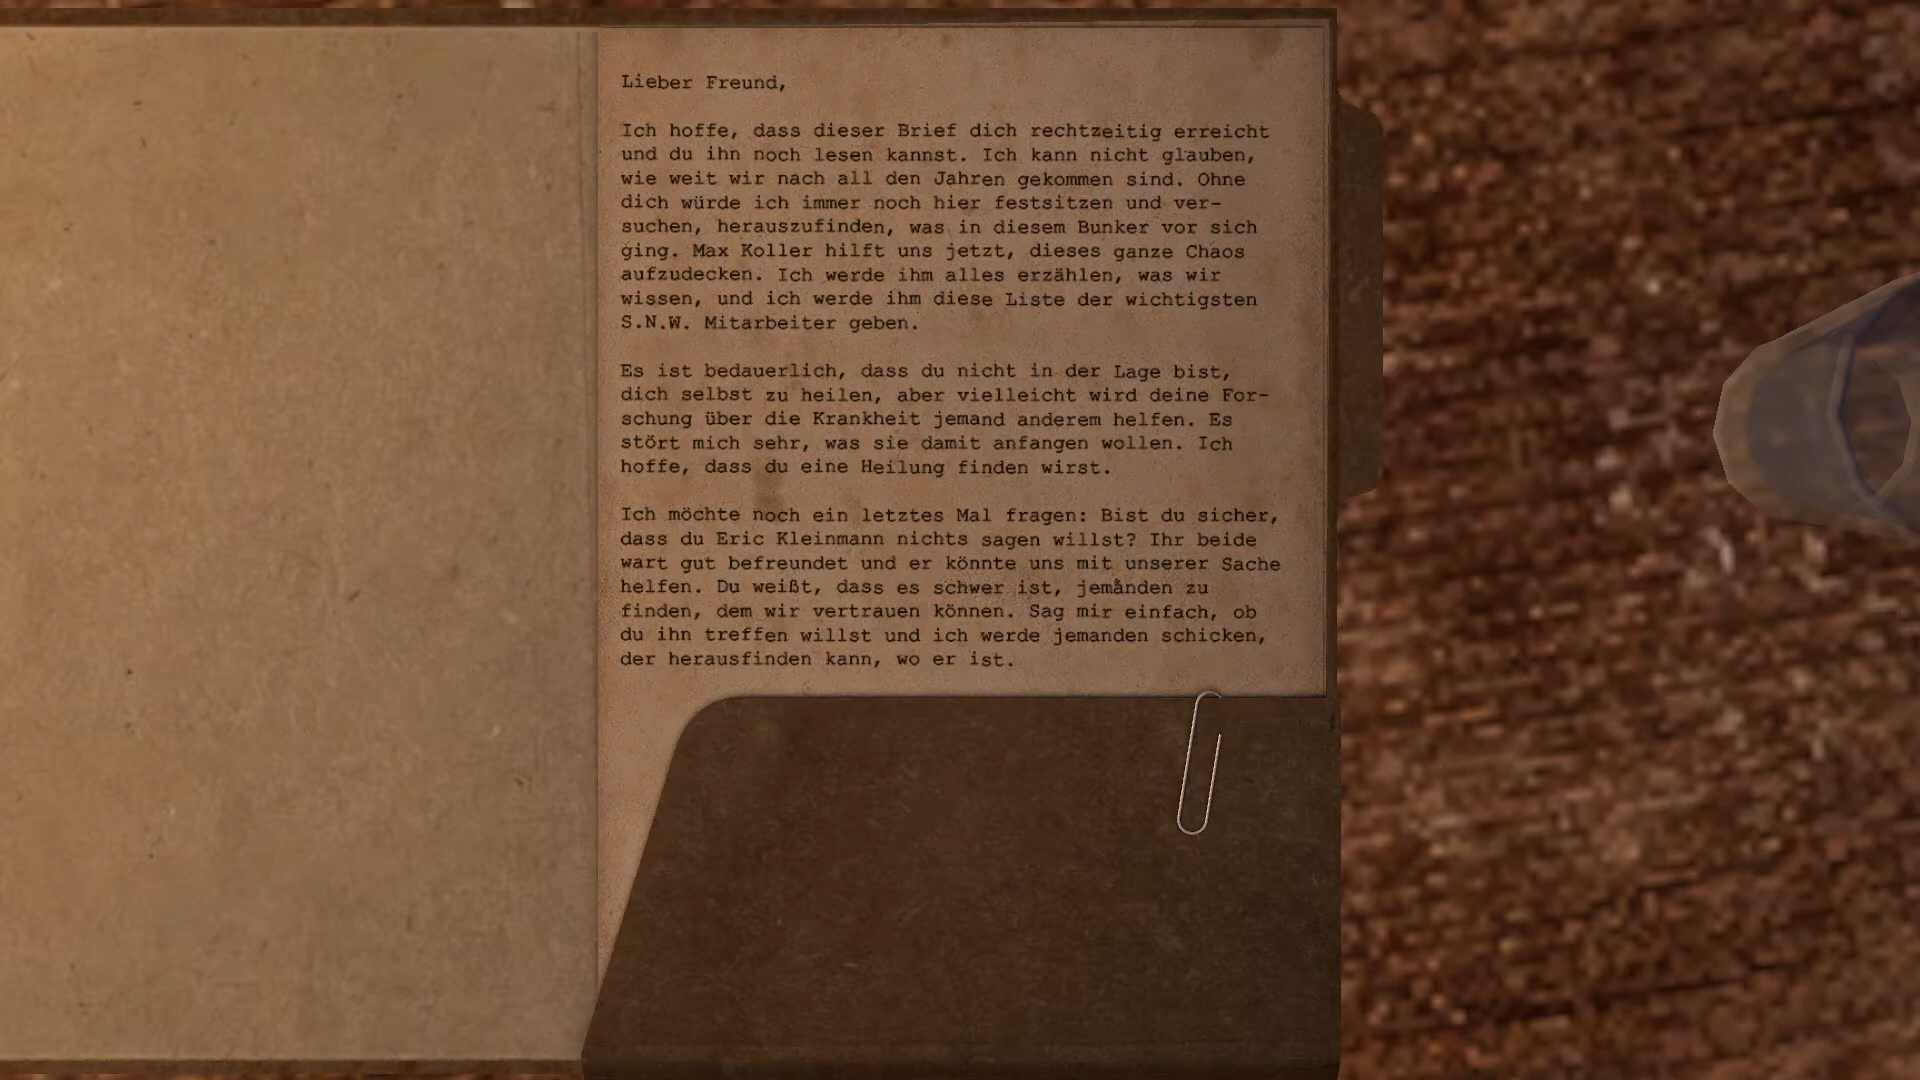 Lieber Freund,
Ich hoffe, dass dieser Brief dich rechtzeitig erreicht
und du ihn noch lesen kannst. Ich kann nicht glauben,
wie weit wir nach all den Jahren gekommen sind. Ohne
dich würde ich immer noch hier festsitzen und ver-
suchen, herauszufinden, was in diesem Bunker vor sich
ging. Max Koller hilft uns jetzt, dieses ganze Chaos
aufzudecken. Ich werde ihm alles erzählen, was wir
wissen, und ich werde ihm diese Liste der wichtigsten
S.N.W. Mitarbeiter geben.
Es ist bedauerlich, dass du nicht in der Lage bist,
dich selbst zu heilen, aber vielleicht wird deine For-
schung über die Krankheit jemand anderem helfen. Es
stört mich sehr, was sie damit anfangen wollen. Ich
hoffe, dass du eine Heilung finden wirst.
Ich möchte noch ein letztes Mal fragen: Bist du sicher,
dass du Eric Kleinmann nichts sagen willst? Ihr beide
wart gut befreundet und er könnte uns mit unserer Sache
helfen. Du weißt, dass es schwer ist, jemanden zu
finden, dem wir vertrauen können. Sag mir einfach, ob
du ihn treffen willst und ich werde jemanden schicken,
der herausfinden kann, wo er ist.